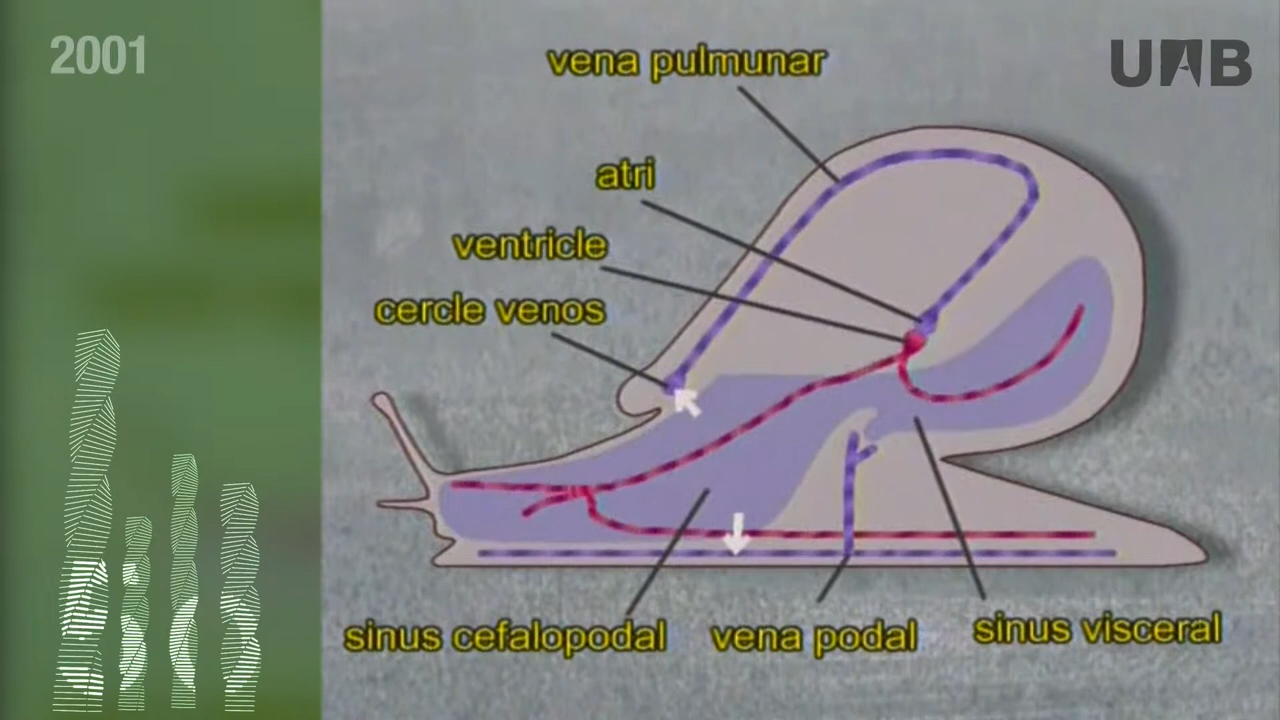 2001
UAB
vena pulmunar
atri
ventricle
cercle venos
sinus cefalopodal
vena podal
sinus visceral